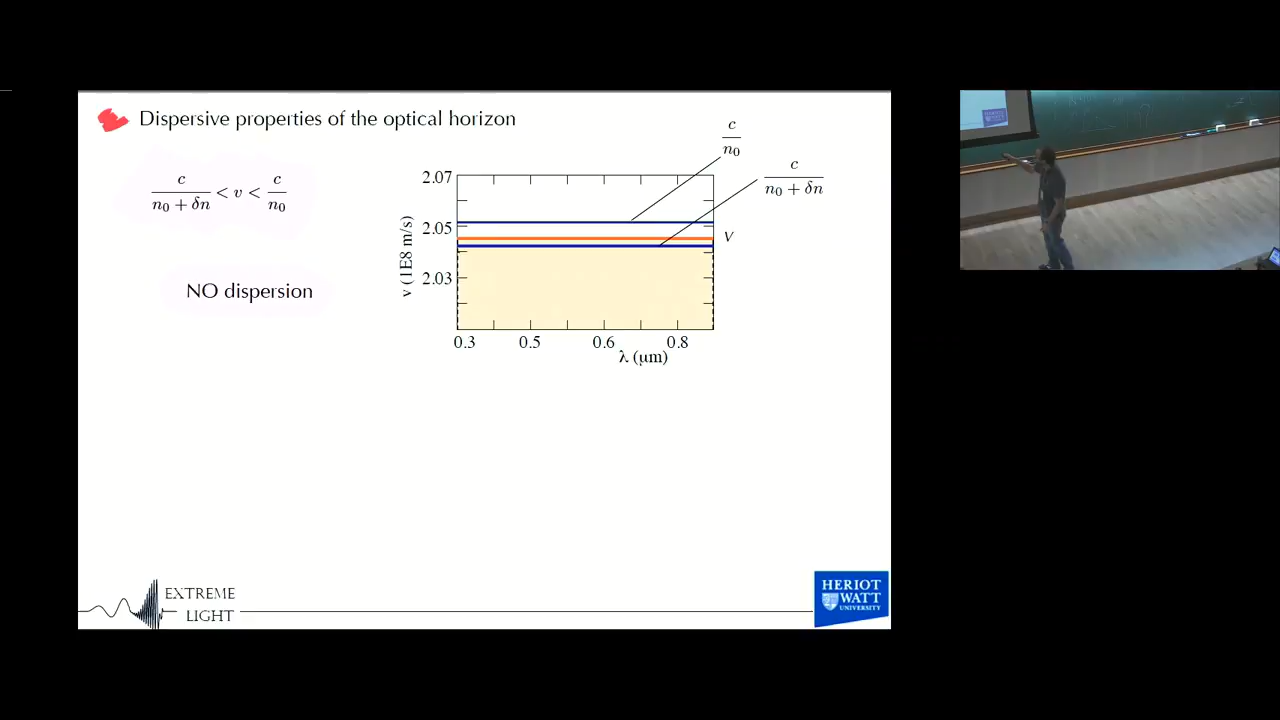 Dispersive properties of the optical horizon
c/(n₀ + δn) < v < c/n₀
NO dispersion
c/n₀
c/(n₀ + δn)
V
v (1E8 m/s)
2.07
2.05
2.03
0.3 0.5 0.6 0.8
λ (μm)
EXTREME
LIGHT
HERIOT
WATT
UNIVERSITY